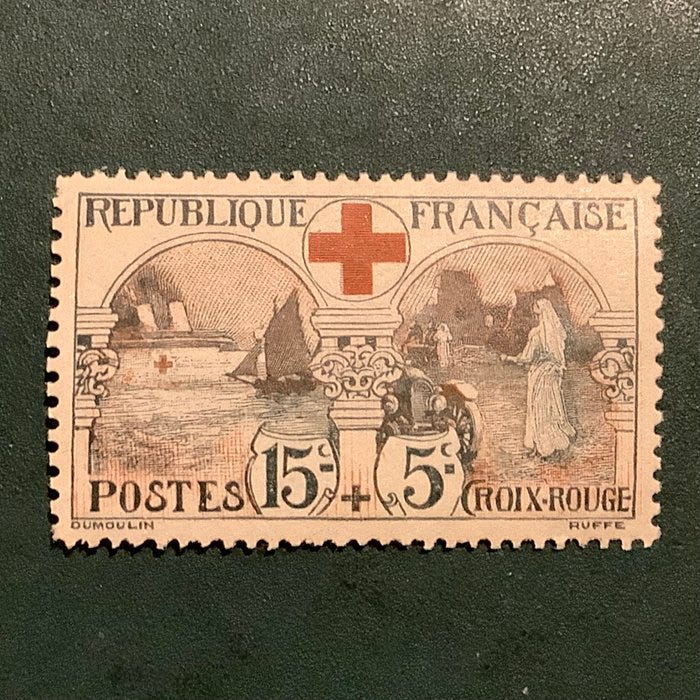 REPUBLIQUE FRANÇAISE
POSTES 15c + 5c CROIX-ROUGE
DUMOULIN RUFFE